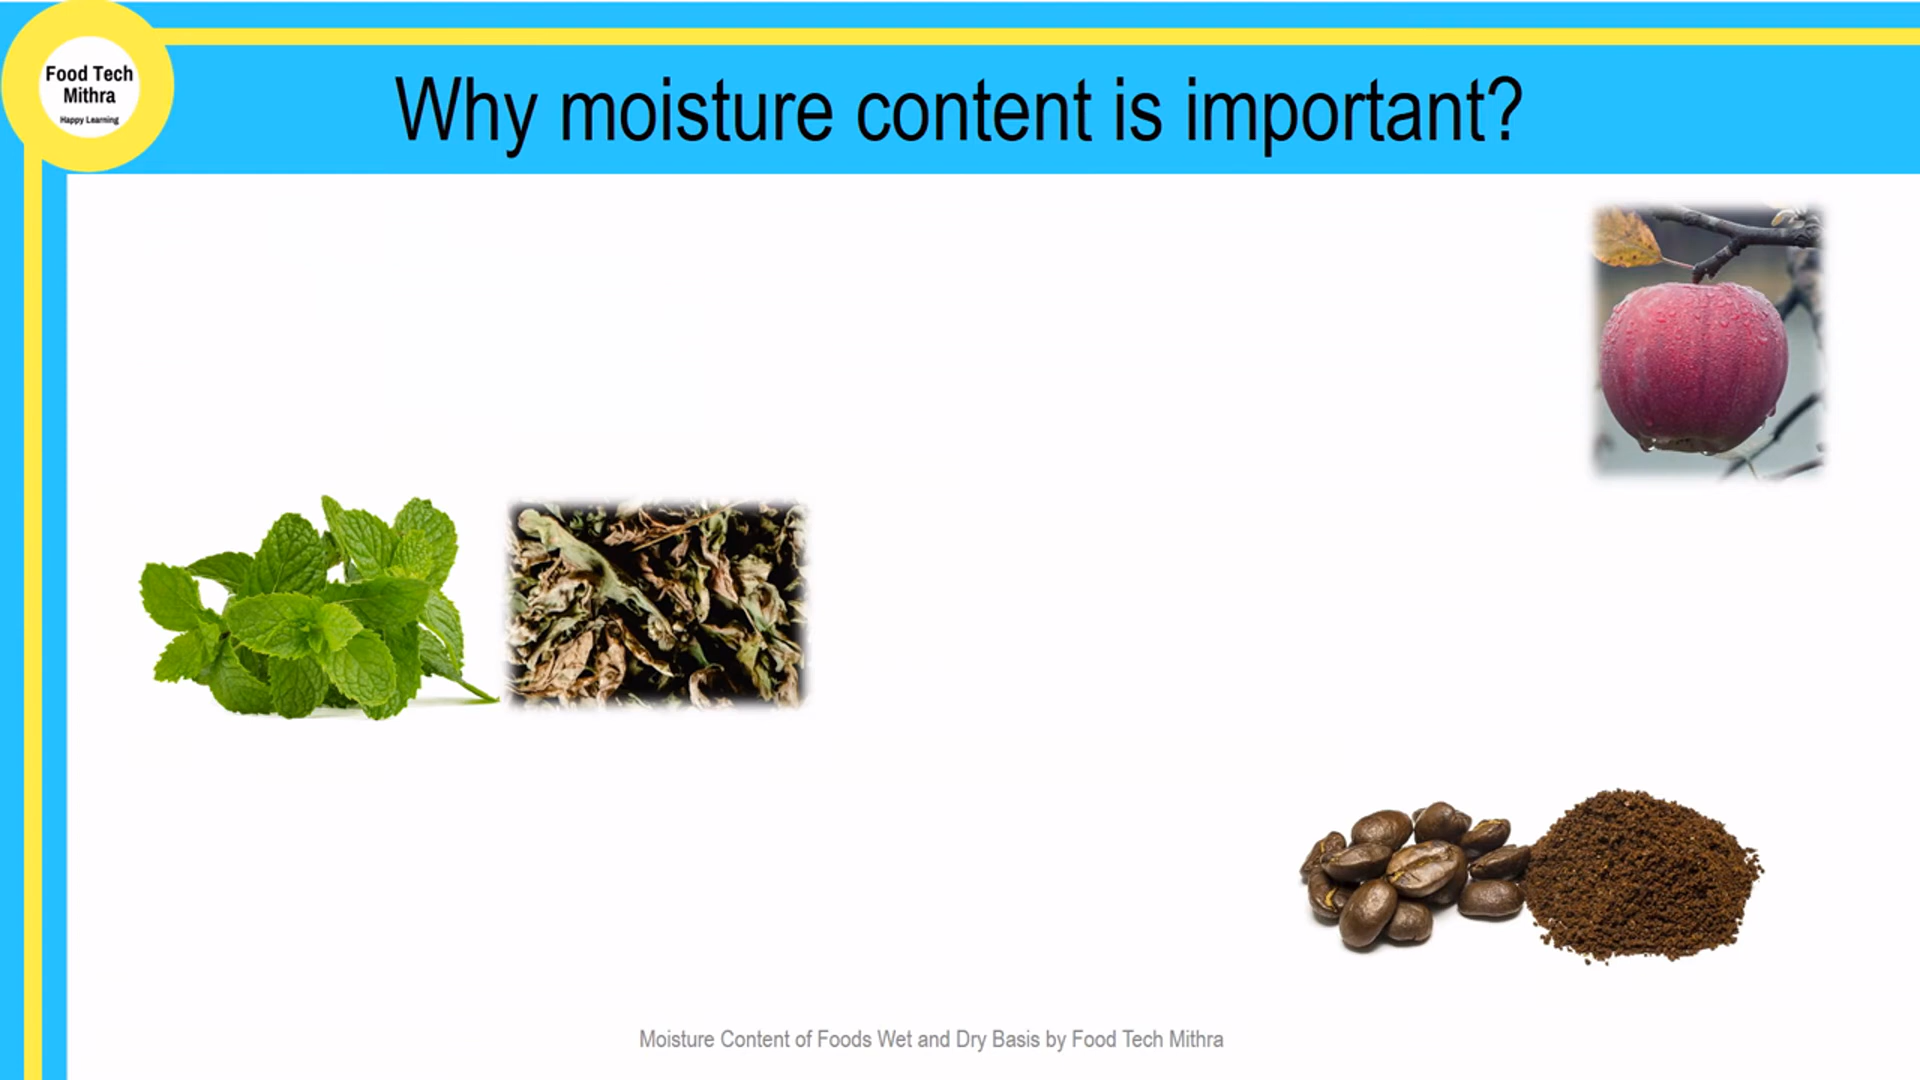 Food Tech
Mithra
Happy Learning
Why moisture content is important?
Moisture Content of Foods Wet and Dry Basis by Food Tech Mithra